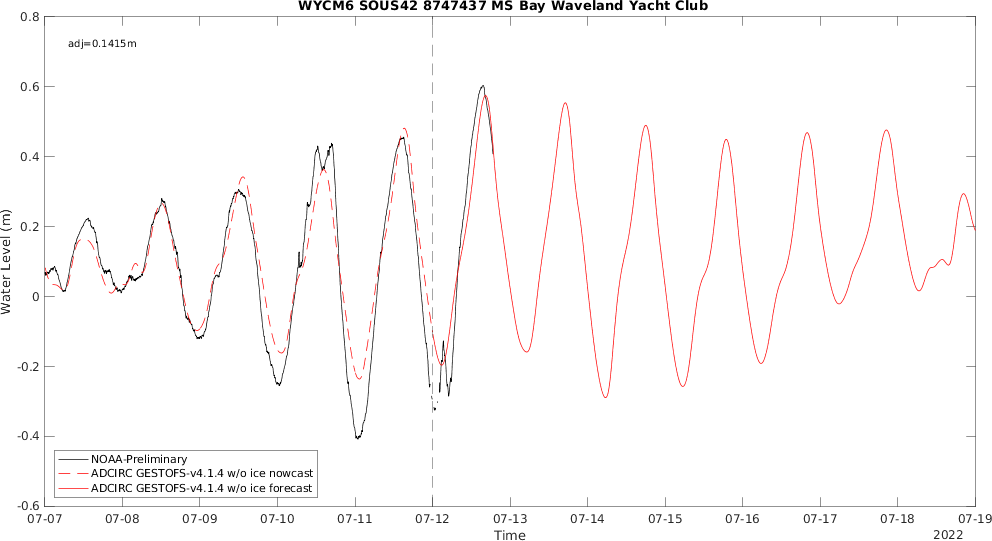 WYCM6 SOUS42 8747437 MS Bay Waveland Yacht Club
adj=0.1415m
0.8
0.6
0.4
0.2
0
-0.2
-0.4
-0.6
Water Level (m)
NOAA-Preliminary
ADCIRC GESTOFS-v4.1.4 w/o ice nowcast
ADCIRC GESTOFS-v4.1.4 w/o ice forecast
07-07 07-08 07-09 07-10 07-11 07-12 07-13 07-14 07-15 07-16 07-17 07-18 07-19
Time
2022